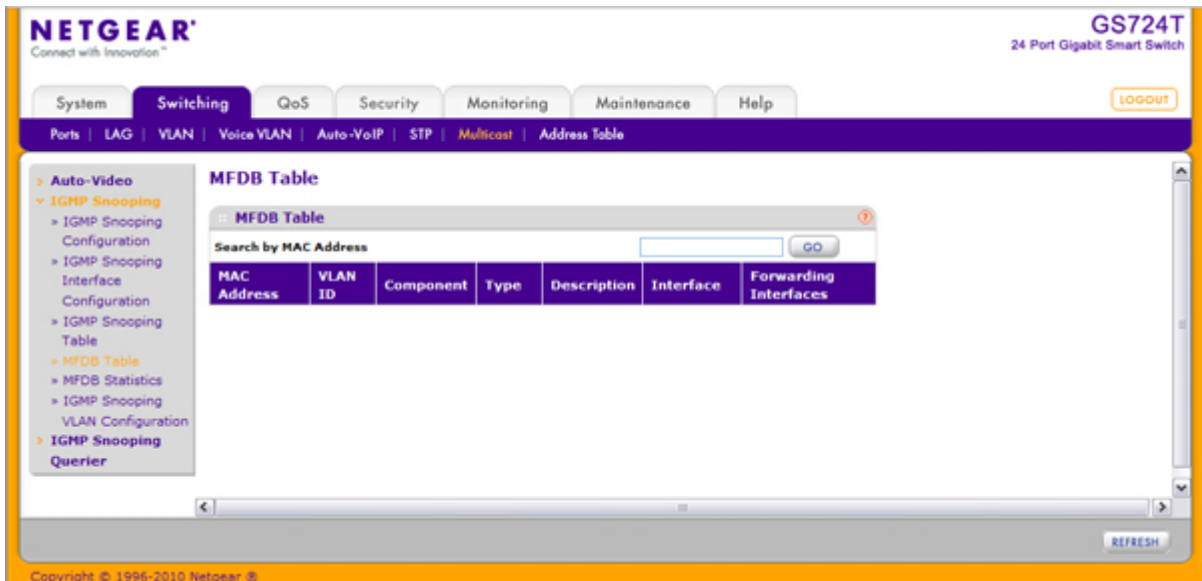 NETGEAR®
Connect with Innovation™
GS724T
24 Port Gigabit Smart Switch
System Switching QoS Security Monitoring Maintenance Help
LOGOUT
Ports | LAG | VLAN | Voice VLAN | Auto-VoIP | STP | Multicast | Address Table
Auto-Video
IGMP Snooping
» IGMP Snooping
Configuration
» IGMP Snooping
Interface
Configuration
» IGMP Snooping
Table
» MFDB Table
» MFDB Statistics
» IGMP Snooping
VLAN Configuration
IGMP Snooping
Querier
MFDB Table
MFDB Table
?
Search by MAC Address
GO
MAC Address VLAN ID Component Type Description Interface Forwarding Interfaces
REFRESH
Copyright © 1996-2010 Netgear ®